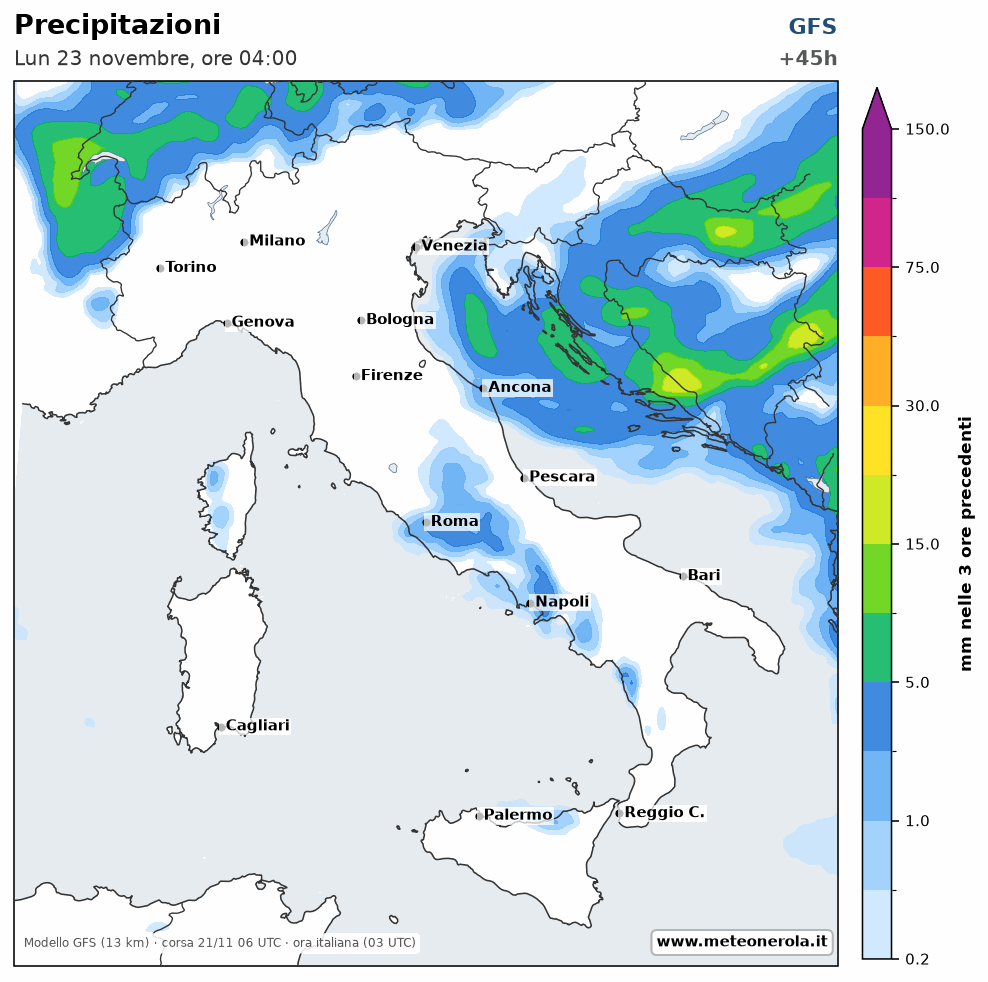 Precipitazioni
GFS
Lun 23 novembre, ore 04:00
+45h
150.0
75.0
30.0
15.0
5.0
1.0
0.2
mm nelle 3 ore precedenti
Milano
Venezia
Torino
Genova
Bologna
Firenze
Ancona
Pescara
Roma
Bari
Napoli
Cagliari
Palermo
Reggio C.
Modello GFS (13 km) · corsa 21/11 06 UTC · ora italiana (03 UTC)
www.meteonerola.it